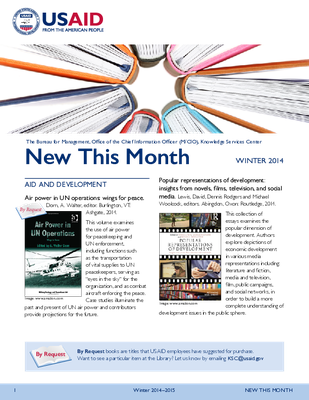 USAID
FROM THE AMERICAN PEOPLE
The Bureau for Management, Office of the Chief Information Officer (M/CIO), Knowledge Services Center
New This Month
WINTER 2014
AID AND DEVELOPMENT
Air power in UN operations: wings for peace.
Dorn, A. Walter, editor. Burlington, VT:
Ashgate, 2014.
By Request
Air Power in
UN Operations
This volume examines
the use of air power
for peacekeeping and
UN enforcement,
including functions such
as the transportation
of vital supplies to UN
peacekeepers, serving as
"eyes in the sky" for the
organization, and as combat
aircraft enforcing the peace.
Case studies illuminate the
past and present of UN air power and contributors
provide projections for the future.
Popular representations of development:
insights from novels, films, television, and social
media. Lewis, David, Dennis Rodgers and Michael
Woolcock, editors. Abingdon, Oxon: Routledge, 2014.
POPULAR
REPRESENTATIONS
OF DEVELOPMENT
This collection of
essays examines the
popular dimension of
development. Authors
explore depictions of
economic development
in various media
representations including
literature and fiction,
media and television,
film, public campaigns,
and social networks, in
order to build a more
complete understanding of
development issues in the public sphere.
By Request
By Request books are titles that USAID employees have suggested for purchase.
Want to see a particular item at the Library? Let us know by emailing KSC@usaid.gov
1
Winter 2014–2015
NEW THIS MONTH